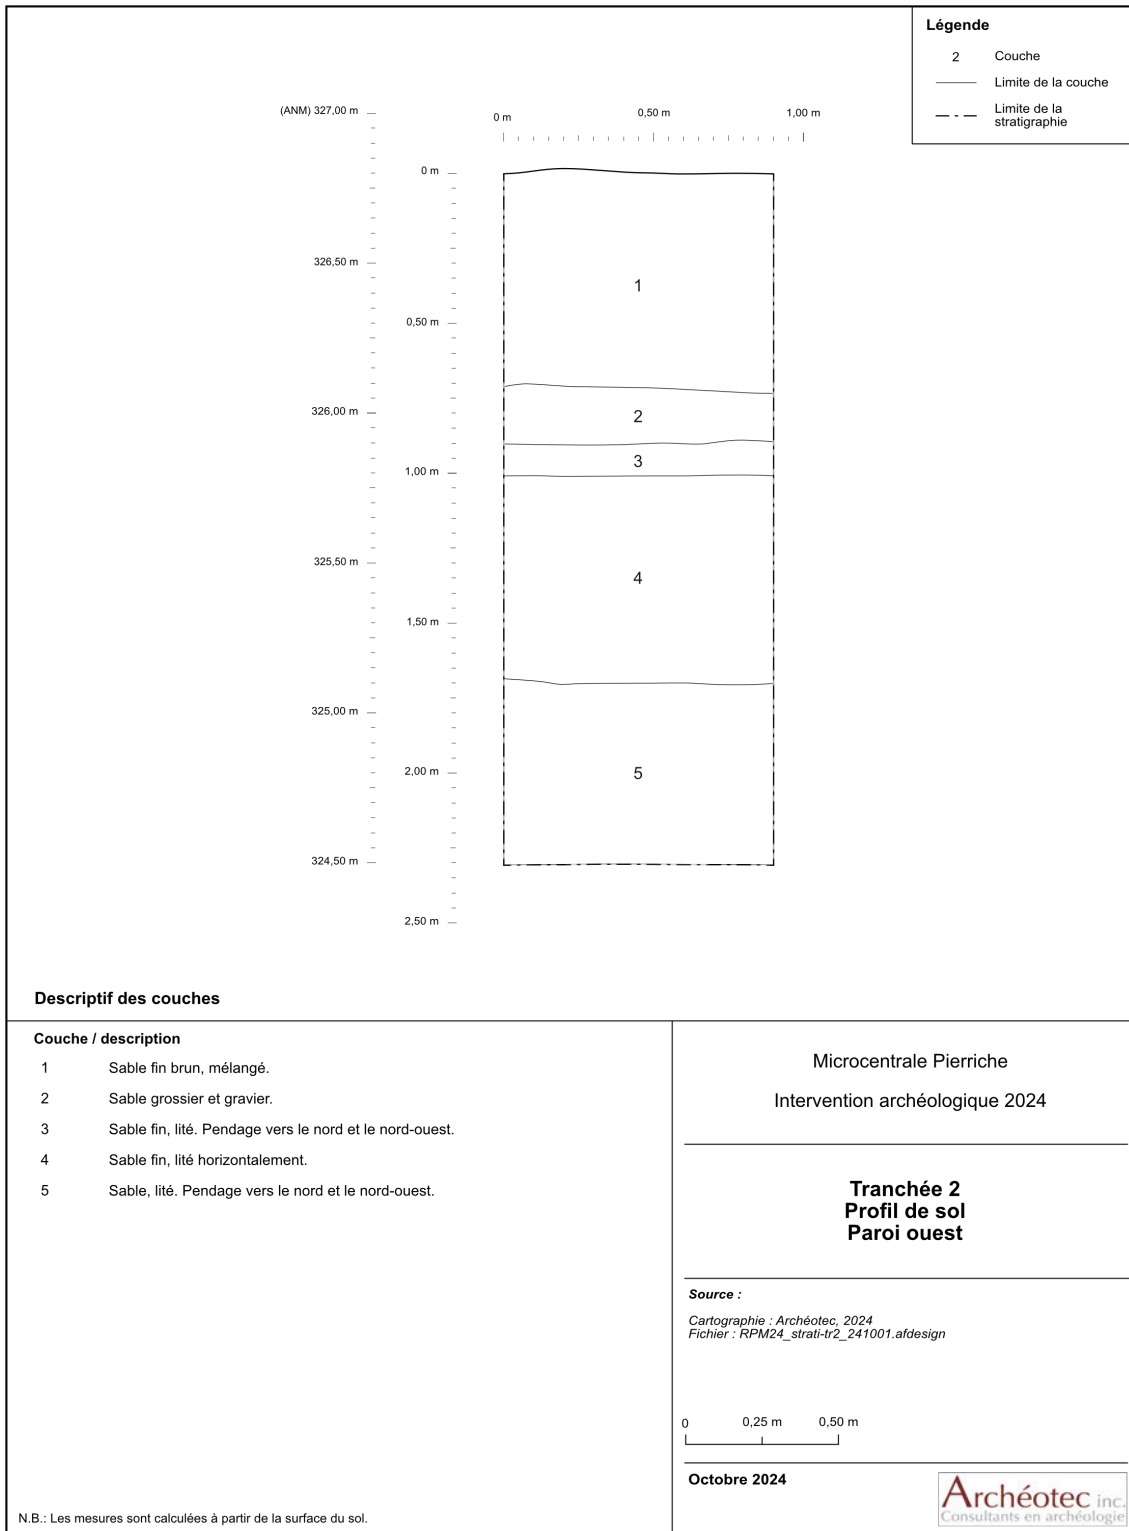 Légende
2 Couche
Limite de la couche
Limite de la
stratigraphie
(ANM) 327,00 m
326,50 m
326,00 m
325,50 m
325,00 m
324,50 m
0 m
0,50 m
1,00 m
1,50 m
2,00 m
2,50 m
0 m 0,50 m 1,00 m
1
2
3
4
5
Descriptif des couches
Couche / description
1 Sable fin brun, mélangé.
2 Sable grossier et gravier.
3 Sable fin, lité. Pendage vers le nord et le nord-ouest.
4 Sable fin, lité horizontalement.
5 Sable, lité. Pendage vers le nord et le nord-ouest.
N.B.: Les mesures sont calculées à partir de la surface du sol.
Microcentrale Pierriche
Intervention archéologique 2024
Tranchée 2
Profil de sol
Paroi ouest
Source :
Cartographie : Archéotec, 2024
Fichier : RPM24_strati-tr2_241001.afdesign
0 0,25 m 0,50 m
Octobre 2024
Archéotec inc.
Consultants en archéologie